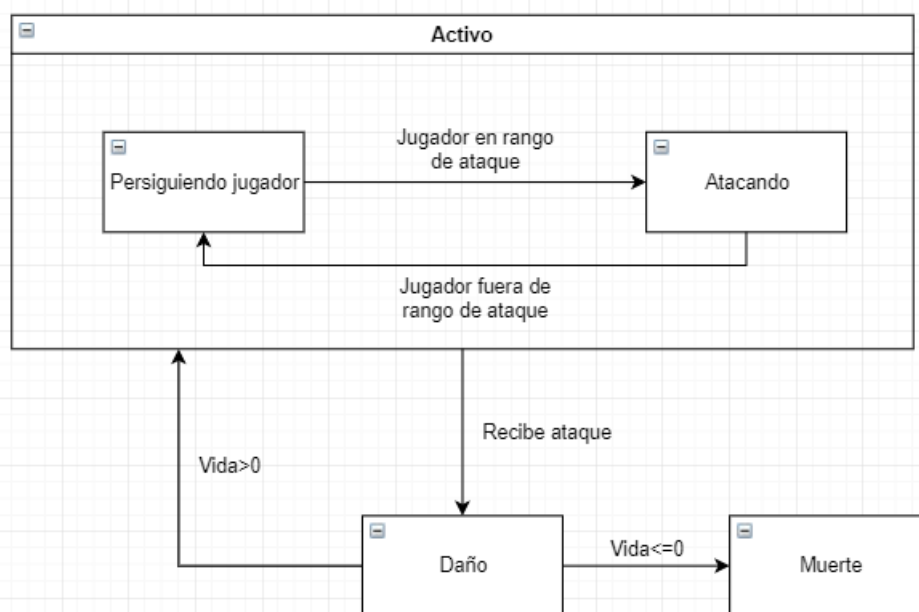 Activo
Jugador en rango
de ataque
Persiguiendo jugador
Atacando
Jugador fuera de
rango de ataque
Recibe ataque
Vida>0
Daño
Vida<=0
Muerte